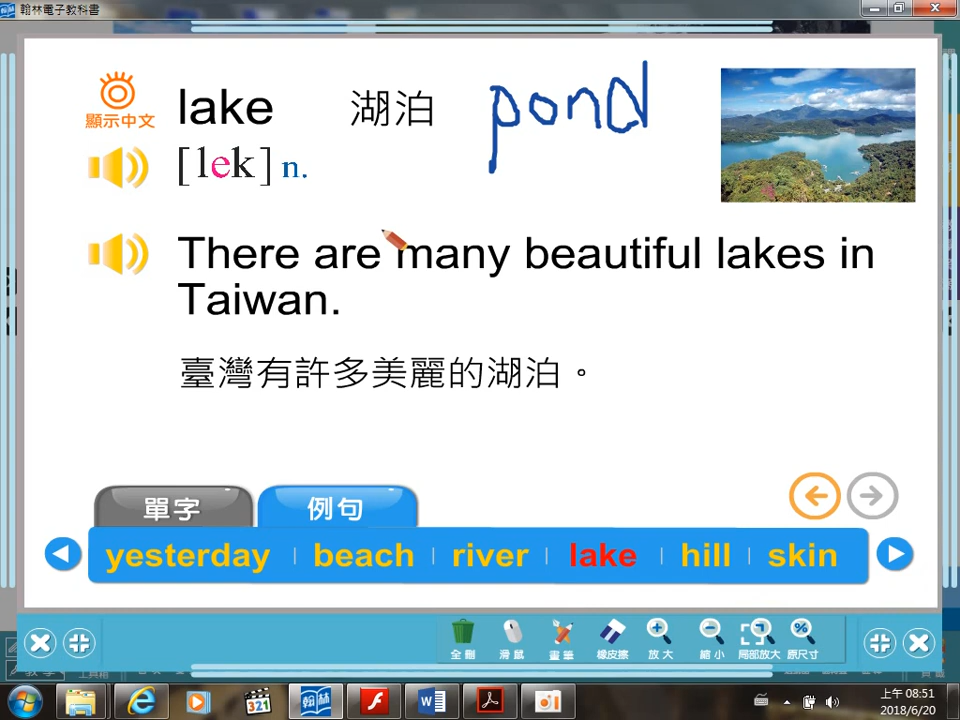 翰林電子教科書
lake 湖泊 pond
顯示中文
[lek] n.
There are many beautiful lakes in
Taiwan.
臺灣有許多美麗的湖泊。
單字 例句
yesterday beach river lake hill skin
全刪 滑鼠 畫筆 橡皮擦 放大 縮小 局部放大 原尺寸
321 翰林
上午 08:51
2018/6/20